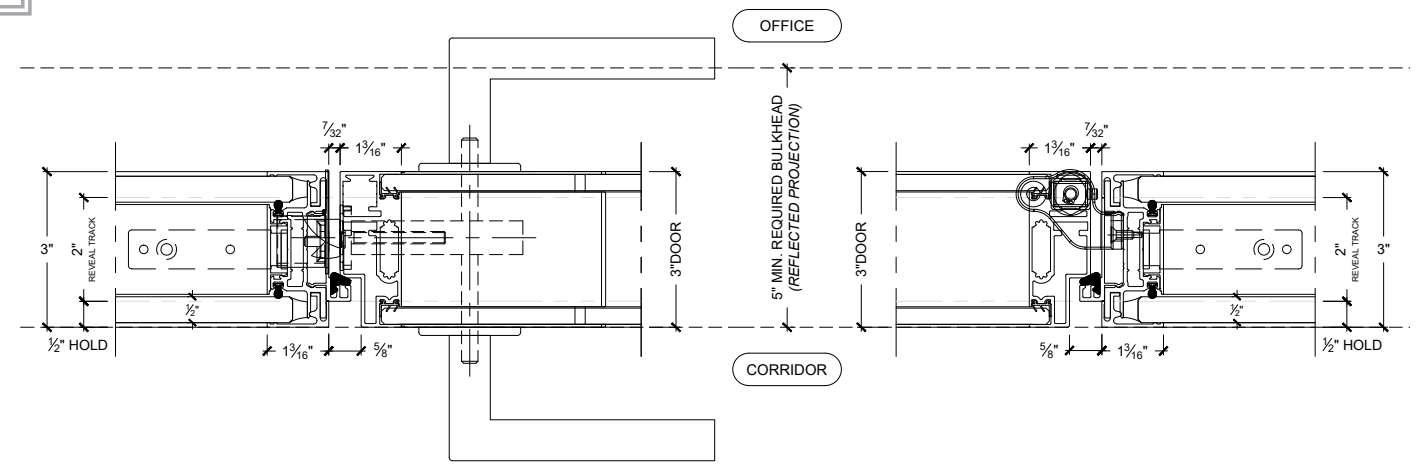 OFFICE
7/32"
1 3/16"
3"
2"
REVEAL TRACK
1/2"
1/2" HOLD
1 3/16"
5/8"
3"DOOR
5" MIN. REQUIRED BULKHEAD
(REFLECTED PROJECTION)
CORRIDOR
7/32"
1 3/16"
3"DOOR
2"
REVEAL TRACK
3"
1/2"
1/2" HOLD
5/8"
1 3/16"